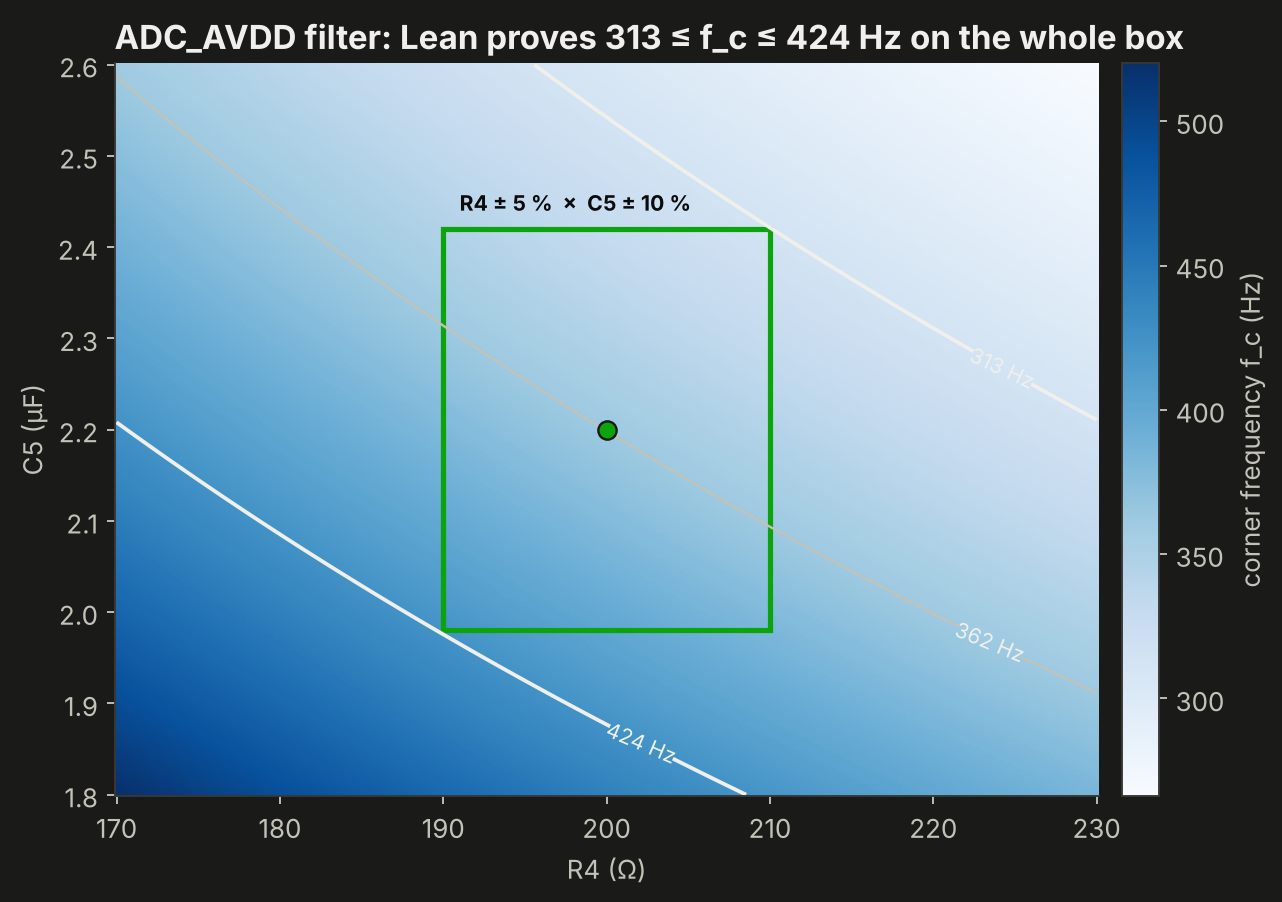 ADC_AVDD filter: Lean proves 313 ≤ f_c ≤ 424 Hz on the whole box
2.6
2.5
2.4
2.3
2.2
2.1
2.0
1.9
1.8
C5 (µF)
R4 ± 5 % × C5 ± 10 %
313 Hz
362 Hz
424 Hz
170
180
190
200
210
220
230
R4 (Ω)
500
450
400
350
300
corner frequency f_c (Hz)